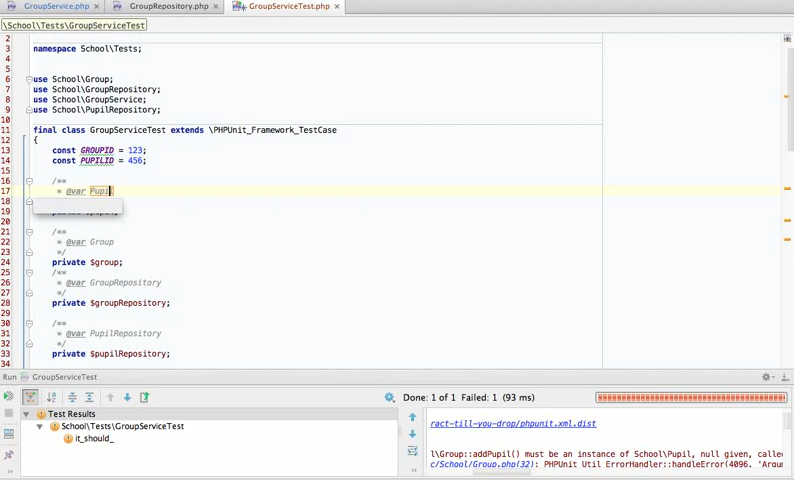 GroupService.php GroupRepository.php GroupServiceTest.php
\School\Tests\GroupServiceTest
2
3 namespace School\Tests;
4
5
6 use School\Group;
7 use School\GroupRepository;
8 use School\GroupService;
9 use School\PupilRepository;
10
11 final class GroupServiceTest extends \PHPUnit_Framework_TestCase
12 {
13 const GROUPID = 123;
14 const PUPILID = 456;
15
16 /**
17 * @var Pupil
18
19
20
21 /**
22 * @var Group
23 */
24 private $group;
25 /**
26 * @var GroupRepository
27 */
28 private $groupRepository;
29
30 /**
31 * @var PupilRepository
32 */
33 private $pupilRepository;
34
Run GroupServiceTest
Done: 1 of 1 Failed: 1 (93 ms)
Test Results
School\Tests\GroupServiceTest
it_should_
ract-till-you-drop/phpunit.xml.dist
l\Group::addPupil() must be an instance of School\Pupil, null given, called
c/School/Group.php(32): PHPUnit_Util_ErrorHandler::handleError(4096, 'Argu